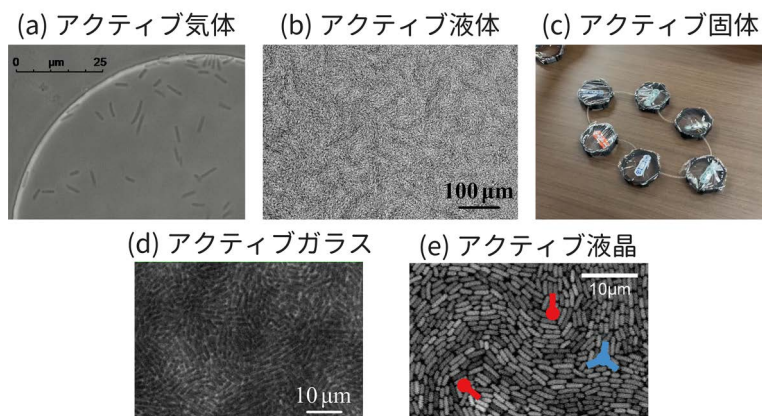 (a) アクティブ気体
(b) アクティブ液体
(c) アクティブ固体
0 μm 25
100 μm
(d) アクティブガラス
(e) アクティブ液晶
10 μm
10μm